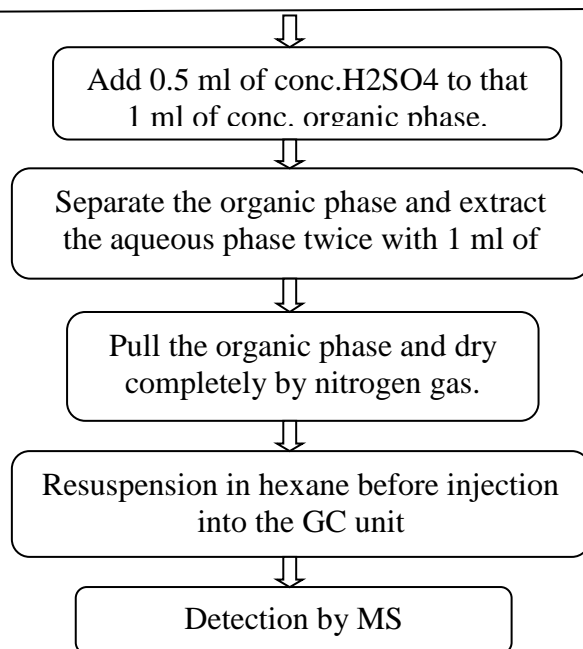 Add 0.5 ml of conc.H2SO4 to that
1 ml of conc. organic phase.
Separate the organic phase and extract
the aqueous phase twice with 1 ml of
Pull the organic phase and dry
completely by nitrogen gas.
Resuspension in hexane before injection
into the GC unit
Detection by MS